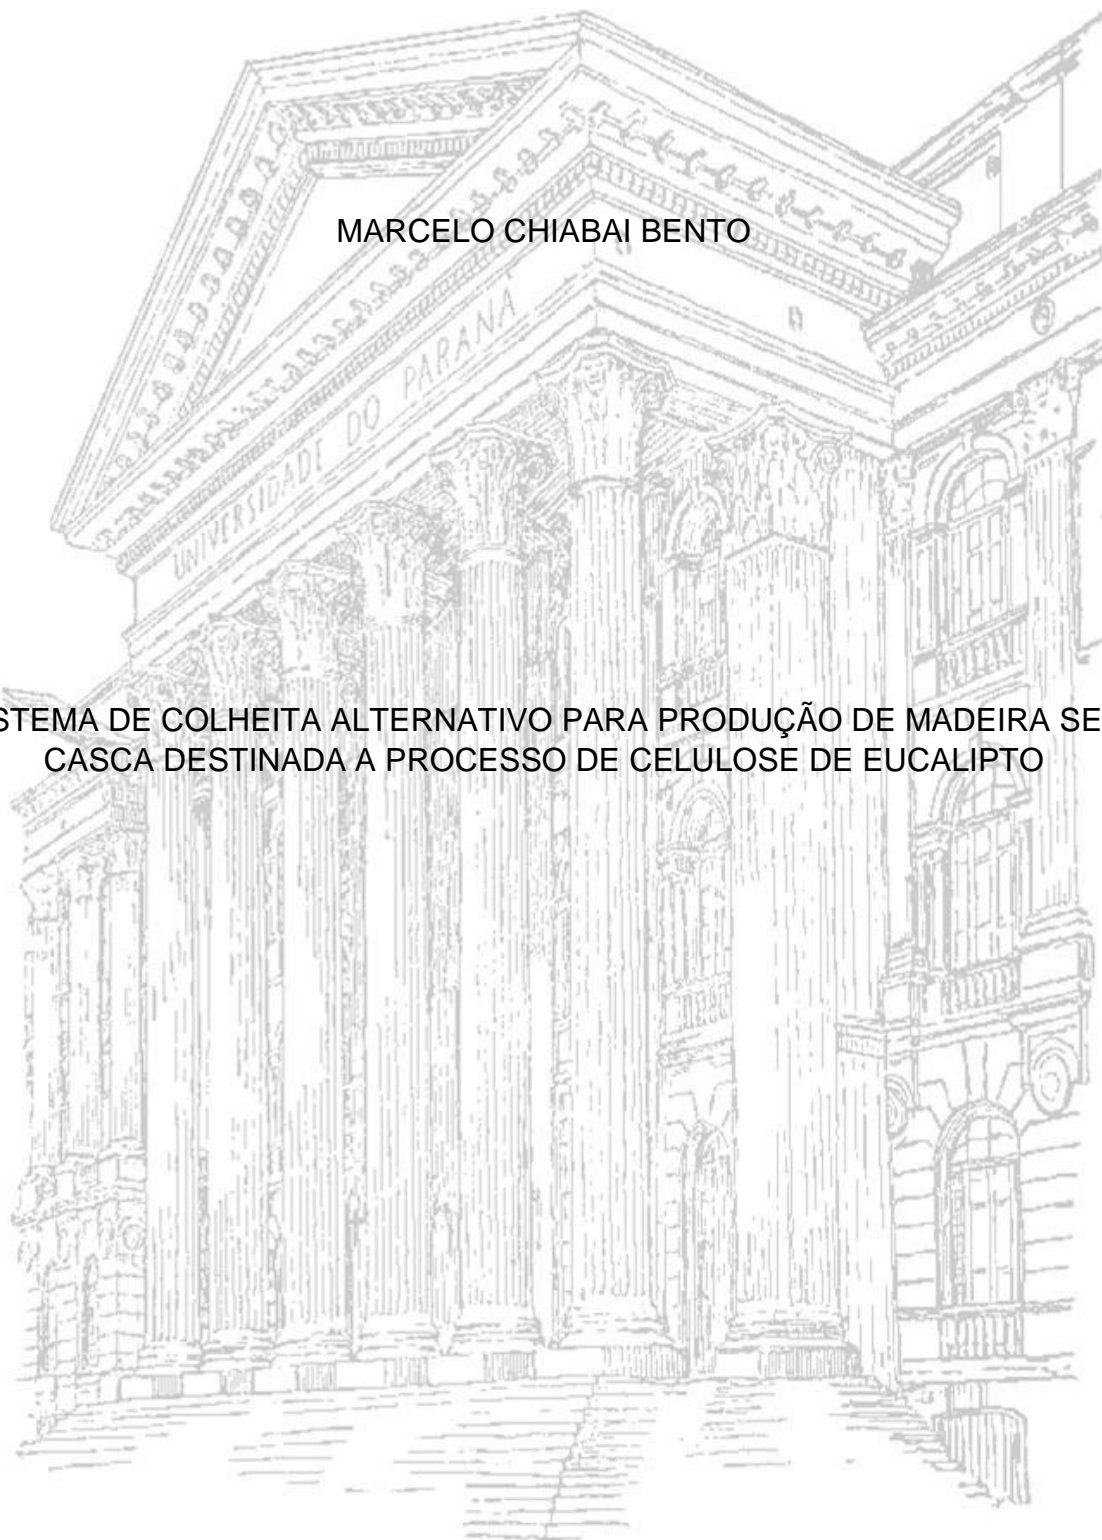 MARCELO CHIABAI BENTO
UNIVERSIDADE DO PARANÁ
STEMA DE COLHEITA ALTERNATIVO PARA PRODUÇÃO DE MADEIRA SE
CASCA DESTINADA A PROCESSO DE CELULOSE DE EUCALIPTO